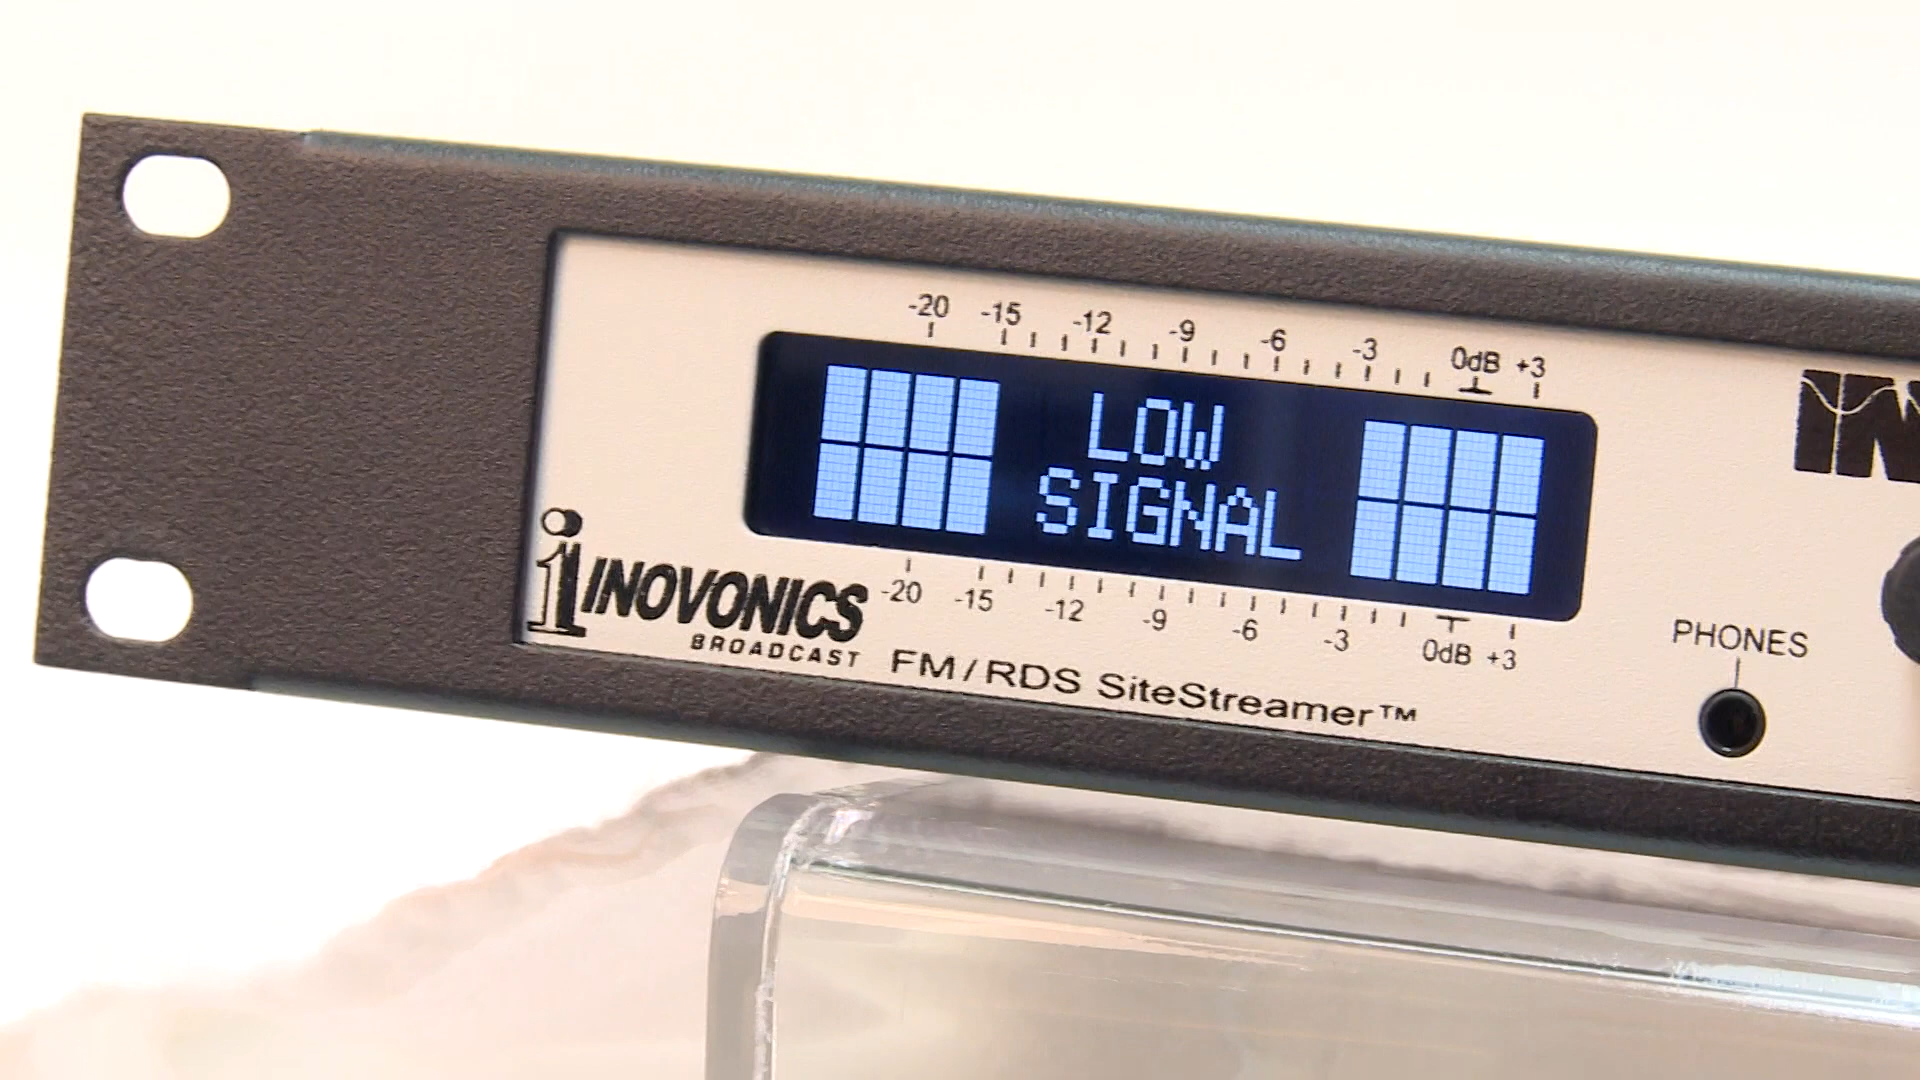 -20 -15 -12 -9 -6 -3 0dB +3
LOW
SIGNAL
-20 -15 -12 -9 -6 -3 0dB +3
i INOVONICS
BROADCAST
FM/RDS SiteStreamer™
PHONES